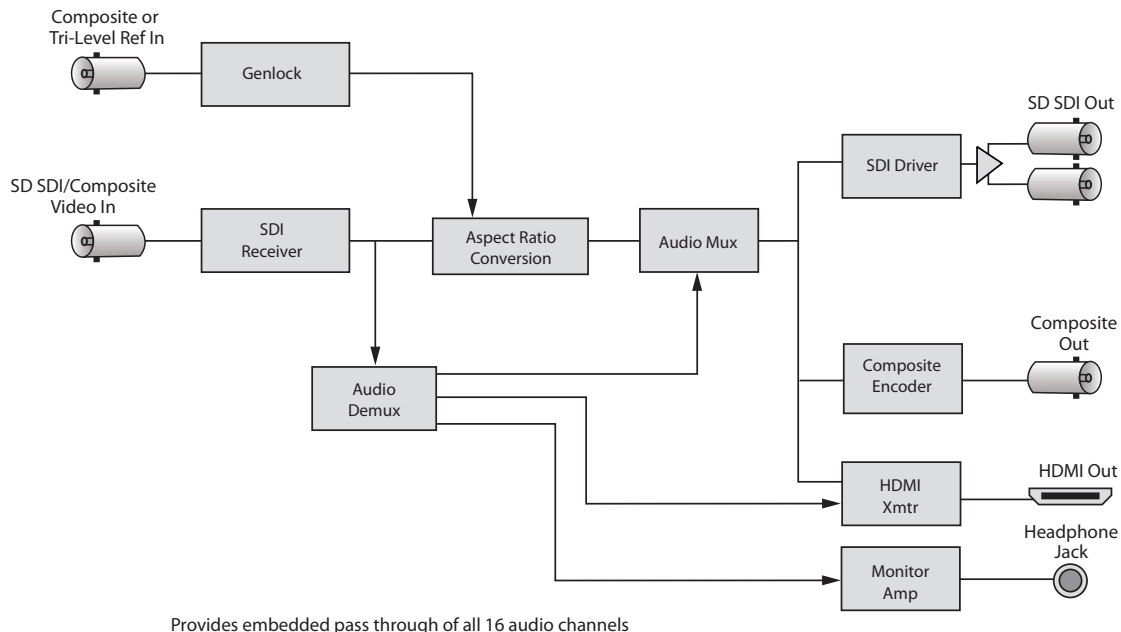 Composite or
Tri-Level Ref In
Genlock
SD SDI Out
SDI Driver
SD SDI/Composite
Video In
SDI
Receiver
Aspect Ratio
Conversion
Audio Mux
Composite
Out
Composite
Encoder
Audio
Demux
HDMI Out
HDMI
Xmtr
Headphone
Jack
Monitor
Amp
Provides embedded pass through of all 16 audio channels